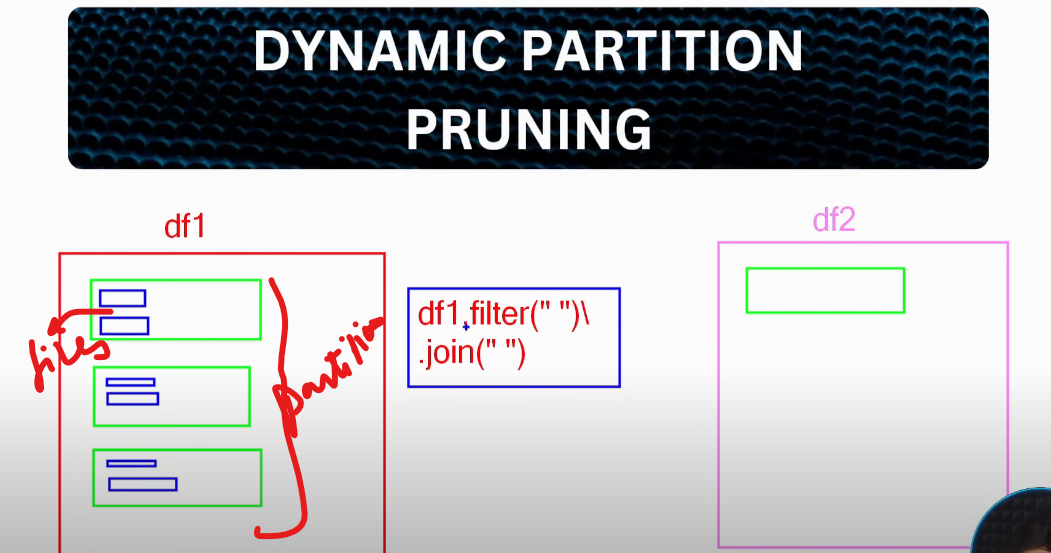 DYNAMIC PARTITION
PRUNING
df1
df2
df1.filter(" ")\
.join(" ")
files
partition